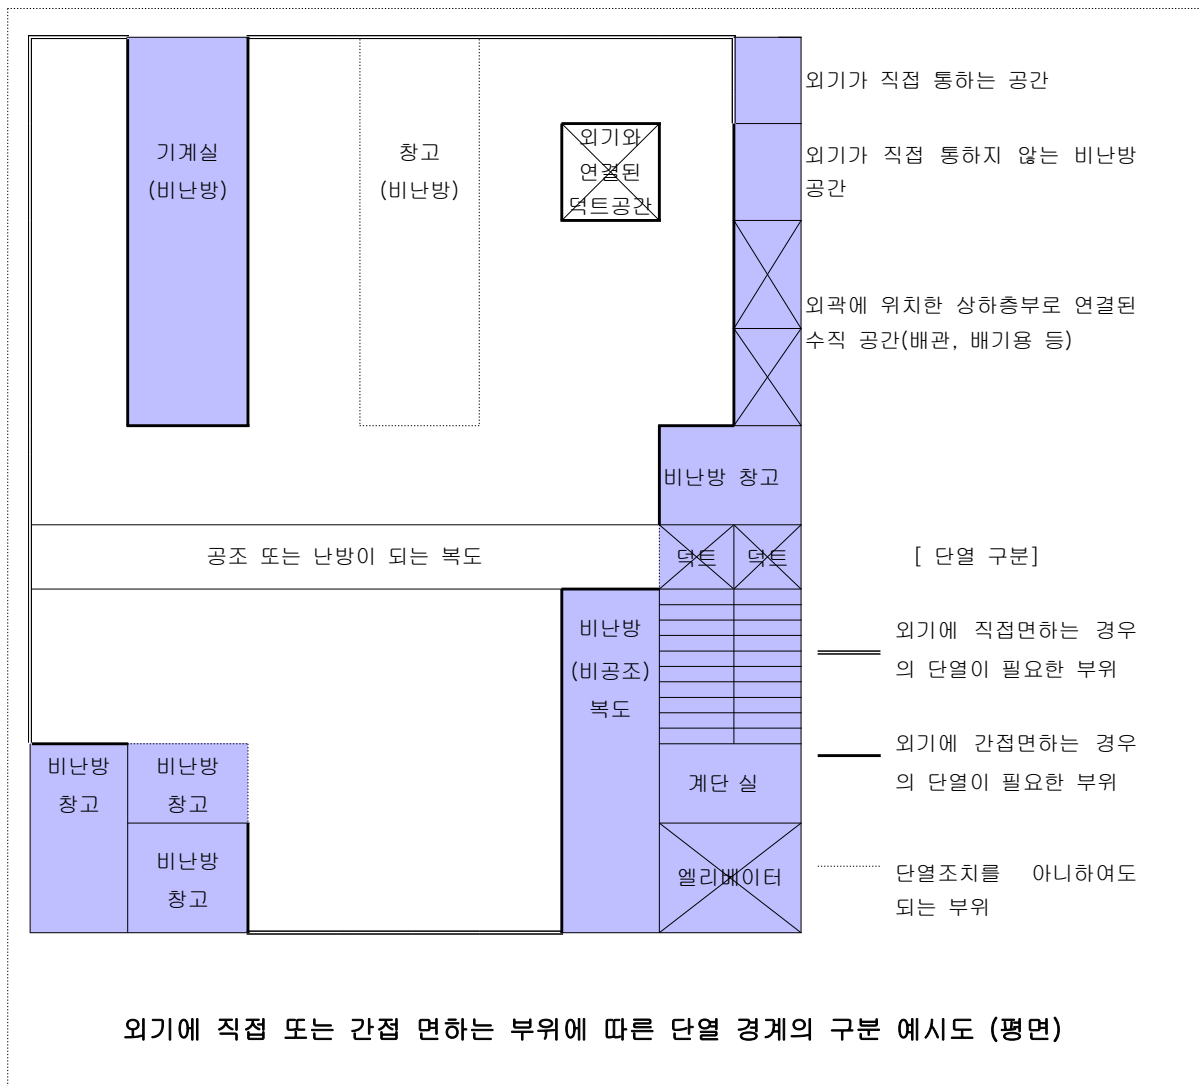 외기가 직접 통하는 공간
기계실
(비난방)
창고
(비난방)
외기와
연결된
덕트공간
외기가 직접 통하지 않는 비난방
공간
외곽에 위치한 상하층부로 연결된
수직 공간(배관, 배기용 등)
비난방 창고
공조 또는 난방이 되는 복도
덕트
덕트
[ 단열 구분]
비난방
(비공조)
복도
외기에 직접면하는 경우
의 단열이 필요한 부위
외기에 간접면하는 경우
의 단열이 필요한 부위
비난방
창고
비난방
창고
계단 실
비난방
창고
엘리베이터
단열조치를 아니하여도
되는 부위
외기에 직접 또는 간접 면하는 부위에 따른 단열 경계의 구분 예시도 (평면)